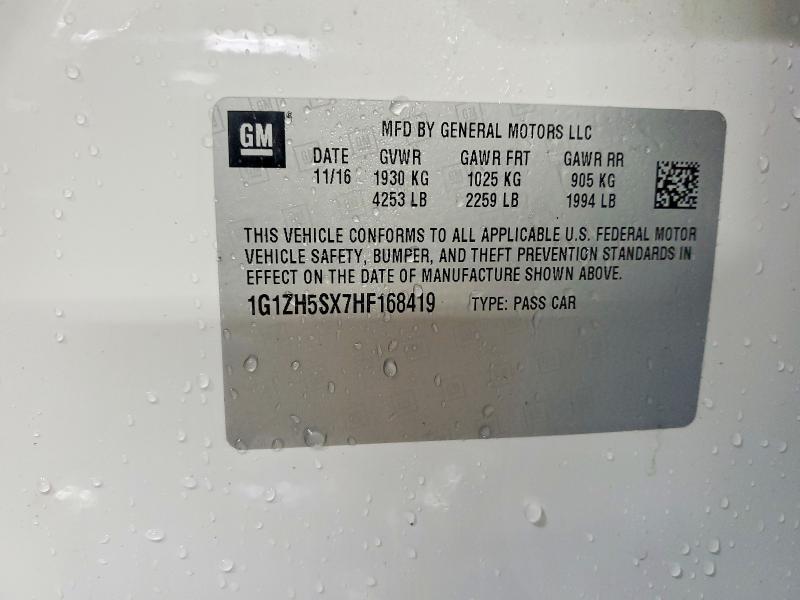 GM
MFD BY GENERAL MOTORS LLC
DATE GVWR GAWR FRT GAWR RR
11/16 1930 KG 1025 KG 905 KG
4253 LB 2259 LB 1994 LB
THIS VEHICLE CONFORMS TO ALL APPLICABLE U.S. FEDERAL MOTOR
VEHICLE SAFETY, BUMPER, AND THEFT PREVENTION STANDARDS IN
EFFECT ON THE DATE OF MANUFACTURE SHOWN ABOVE.
1G1ZH5SX7HF168419 TYPE: PASS CAR